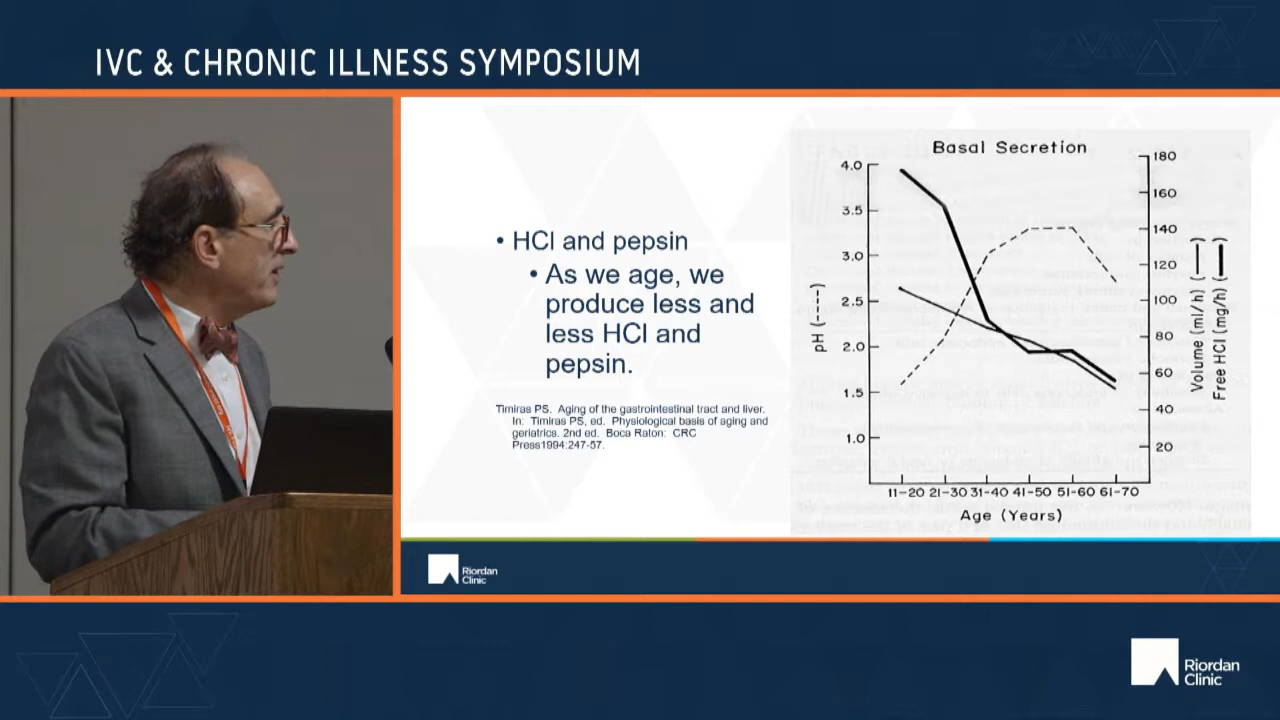 IVC & CHRONIC ILLNESS SYMPOSIUM
• HCl and pepsin
• As we age, we
produce less and
less HCl and
pepsin.
Timiras PS. Aging of the gastrointestinal tract and liver.
In: Timiras PS, ed. Physiological basis of aging and
geriatrics. 2nd ed. Boca Raton: CRC
Press1994:247-57.
Basal Secretion
4.0
3.5
3.0
2.5
2.0
1.5
1.0
pH (----)
180
160
140
120
100
80
60
40
20
Volume (ml/h) (—)
Free HCl (mg/h) (—)
11-20 21-30 31-40 41-50 51-60 61-70
Age (Years)
Riordan
Clinic
Riordan
Clinic